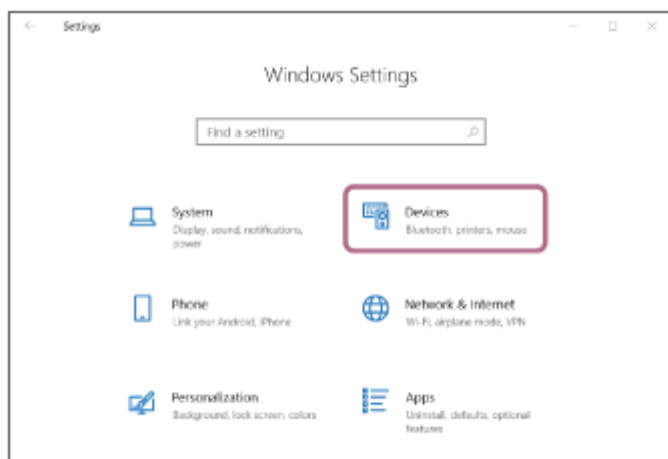 Settings
Windows Settings
Find a setting
System
Display, sound, notifications,
power
Devices
Bluetooth, printers, mouse
Phone
Link your Android, iPhone
Network & Internet
Wi-Fi, airplane mode, VPN
Personalization
Background, lock screen, colors
Apps
Uninstall, defaults, optional
features